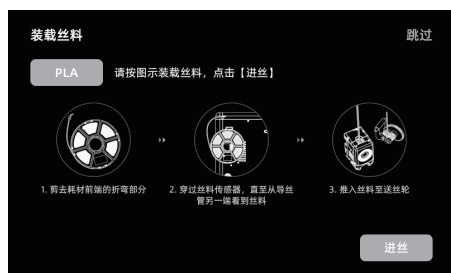 装载丝料
跳过
PLA
请按图示装载丝料，点击【进丝】
1. 剪去耗材前端的折弯部分
2. 穿过丝料传感器，直至从导丝
管另一端看到丝料
3. 推入丝料至送丝轮
进丝